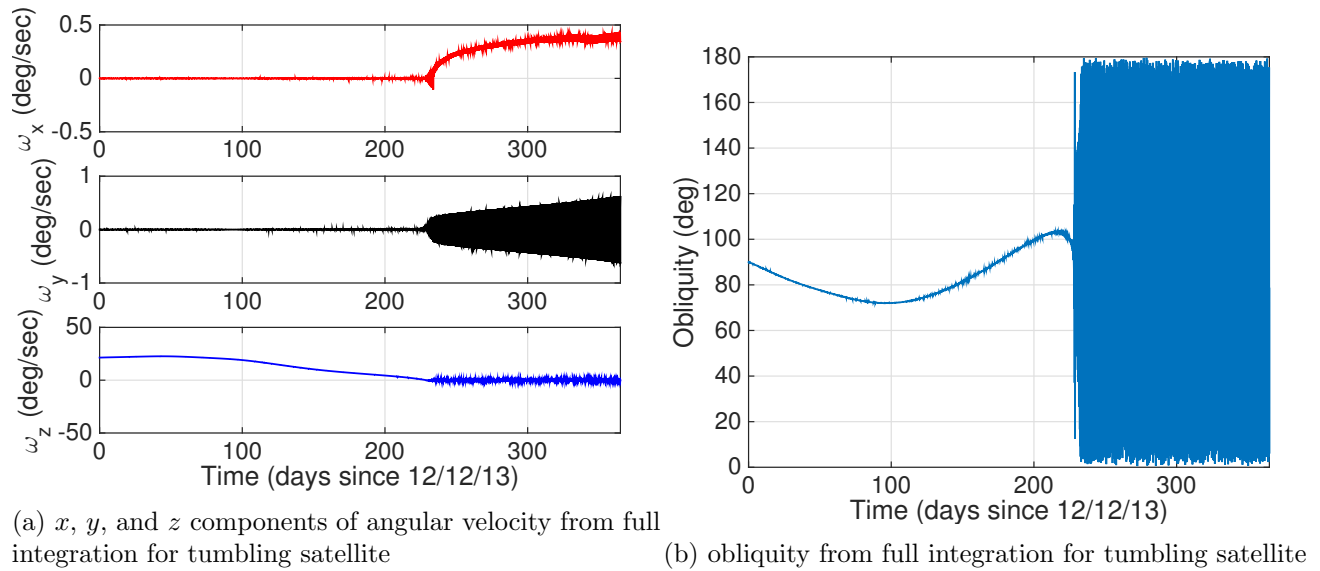 0.5
0
-0.5
ω_x (deg/sec)
0 100 200 300
1
0
-1
ω_y (deg/sec)
0 100 200 300
50
0
-50
ω_z (deg/sec)
0 100 200 300
Time (days since 12/12/13)
(a) x, y, and z components of angular velocity from full
integration for tumbling satellite
180
160
140
120
100
80
60
40
20
0
Obliquity (deg)
0 100 200 300
Time (days since 12/12/13)
(b) obliquity from full integration for tumbling satellite